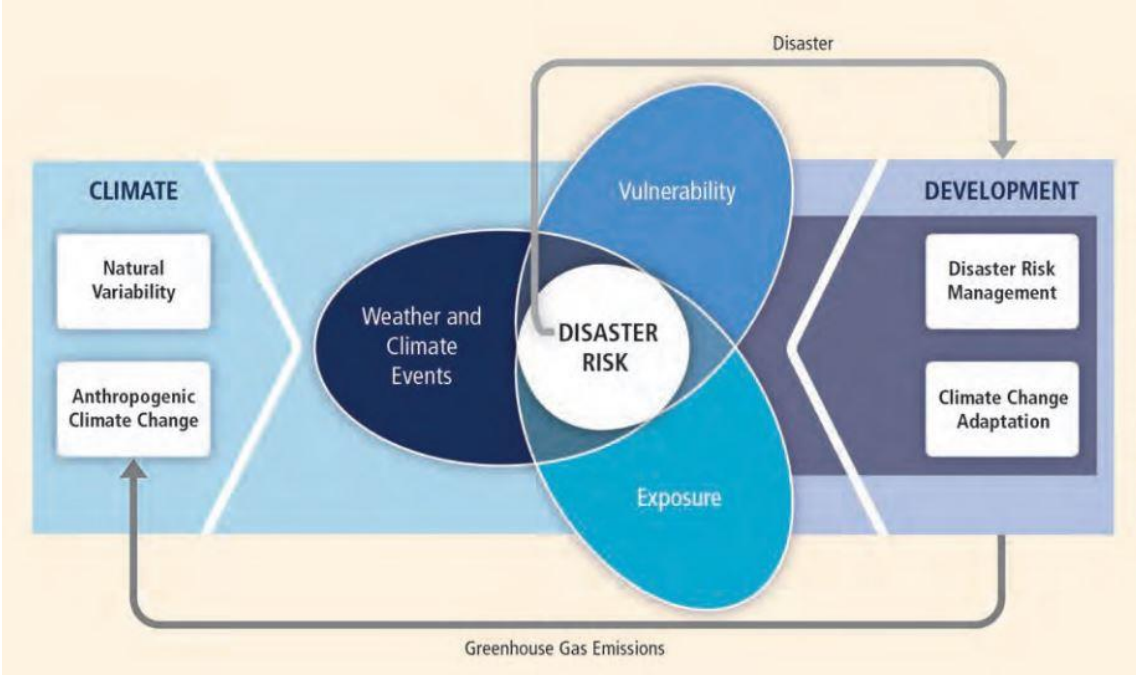 Disaster
CLIMATE
Natural
Variability
Anthropogenic
Climate Change
Weather and
Climate
Events
Vulnerability
DISASTER
RISK
Exposure
DEVELOPMENT
Disaster Risk
Management
Climate Change
Adaptation
Greenhouse Gas Emissions